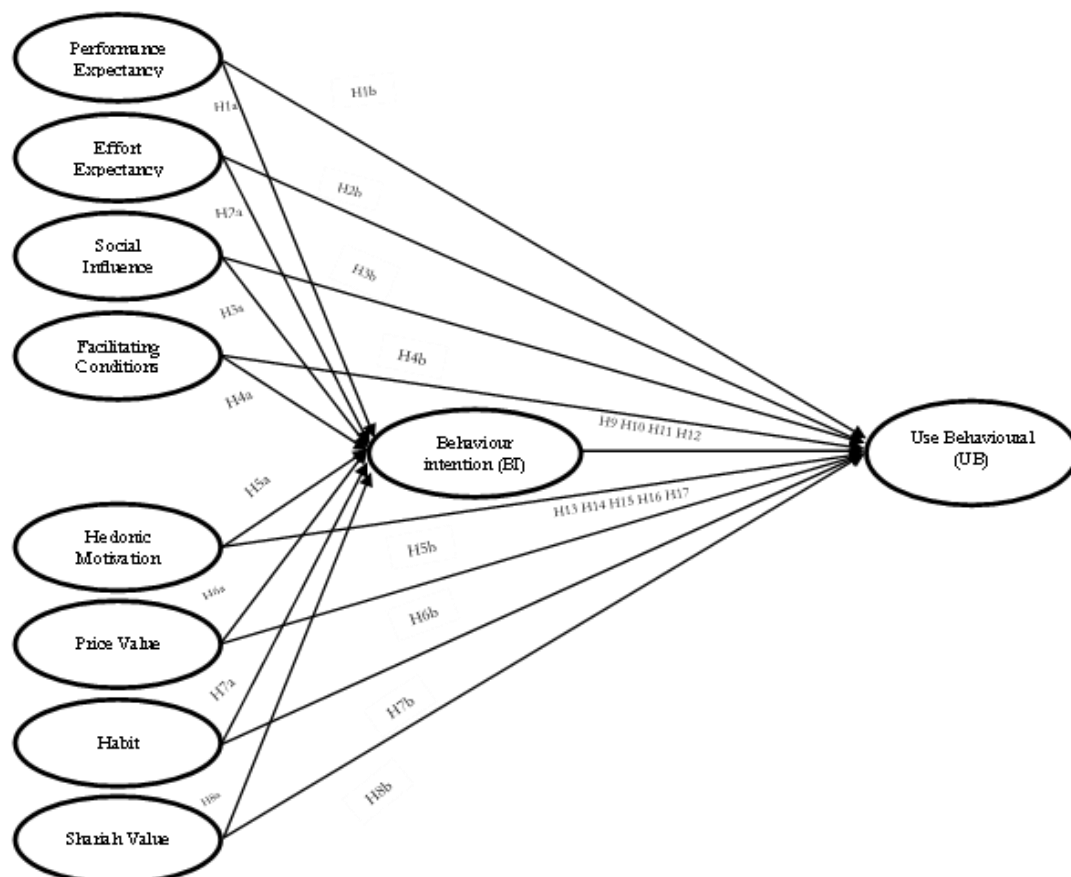 Performance
Expectancy
H1a
H1b
Effort
Expectancy
H2a
H2b
Social
Influence
H3a
H3b
Facilitating
Conditions
H4a
H4b
Behaviour
intention (BI)
H9 H10 H11 H12
Use Behavioural
(UB)
H13 H14 H15 H16 H17
Hedonic
Motivation
H5a
H5b
Price Value
H6a
H6b
Habit
H7a
H7b
Shariah Value
H8a
H8b